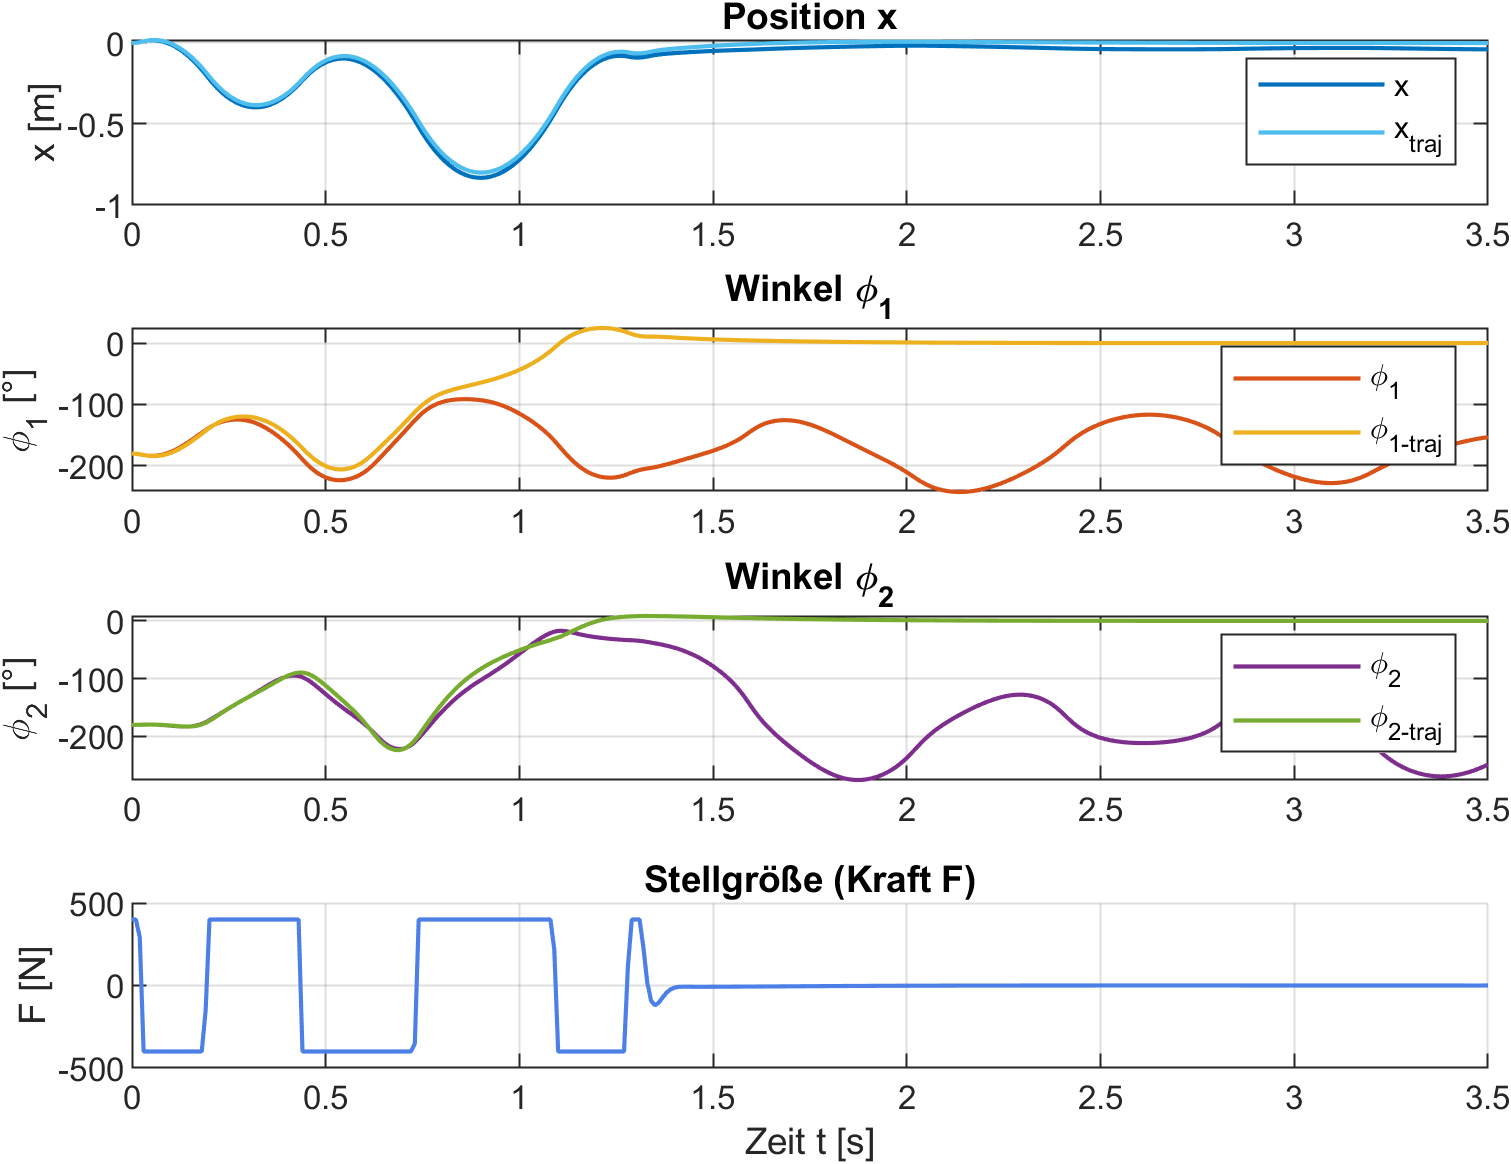 Position x
x [m]
0
-0.5
-1
x
x_traj
0 0.5 1 1.5 2 2.5 3 3.5
Winkel ϕ_1
ϕ_1 [°]
0
-100
-200
ϕ_1
ϕ_1-traj
0 0.5 1 1.5 2 2.5 3 3.5
Winkel ϕ_2
ϕ_2 [°]
0
-100
-200
ϕ_2
ϕ_2-traj
0 0.5 1 1.5 2 2.5 3 3.5
Stellgröße (Kraft F)
F [N]
500
0
-500
0 0.5 1 1.5 2 2.5 3 3.5
Zeit t [s]